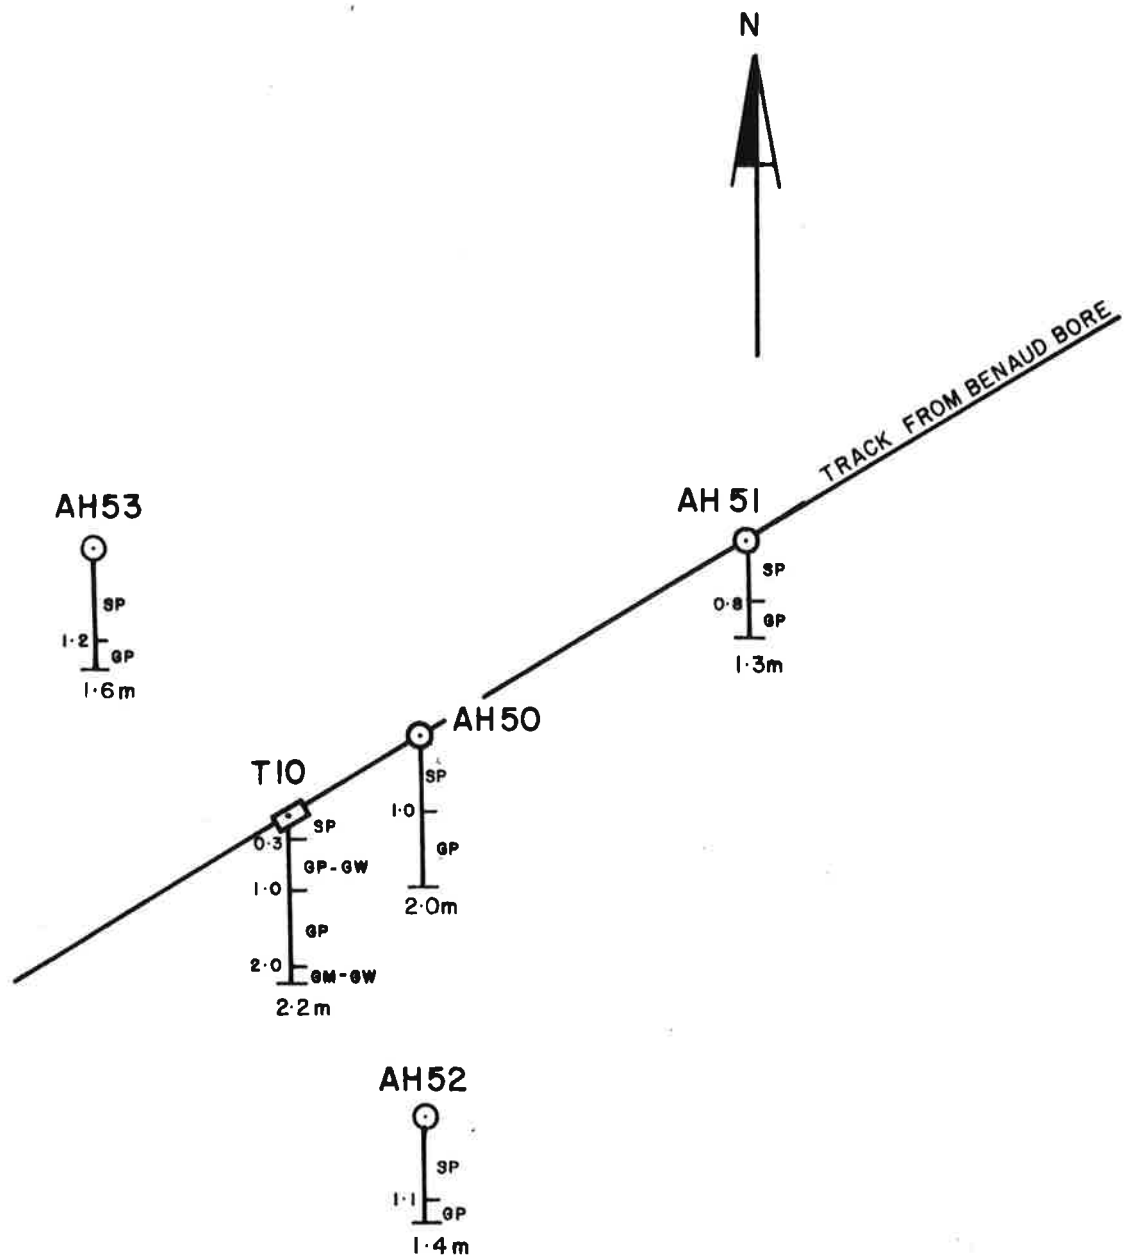 N
TRACK FROM BENAUD BORE
AH53
SP
1·2
GP
1·6m
AH 51
SP
0·8
GP
1·3m
AH50
SP
1·0
GP
2·0m
T10
SP
0·3
GP-GW
1·0
GP
2·0
GM-GW
2·2m
AH52
SP
1·1
GP
1·4m